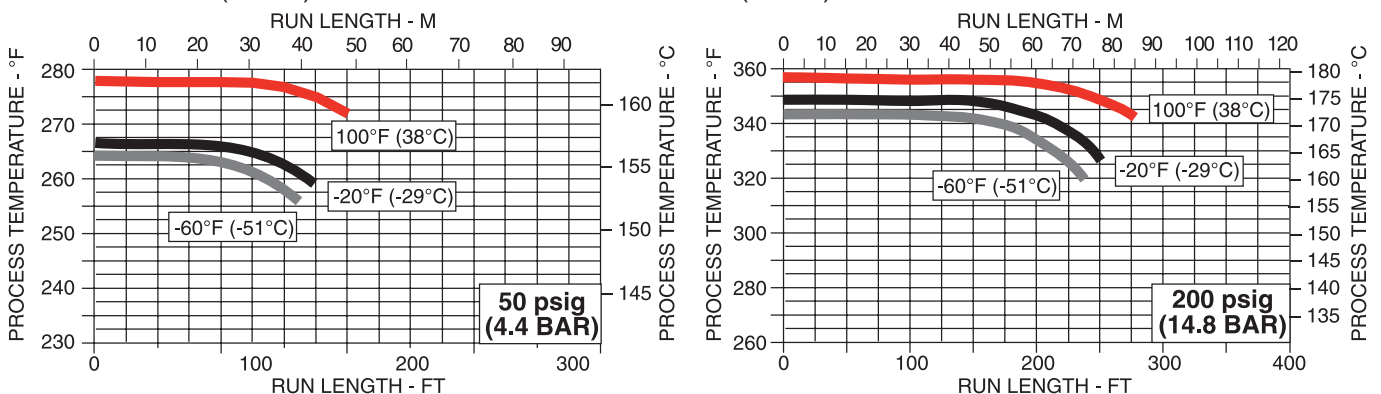 RUN LENGTH - M
0 10 20 30 40 50 60 70 80 90
PROCESS TEMPERATURE - °F
280
270
260
250
240
230
100°F (38°C)
-20°F (-29°C)
-60°F (-51°C)
50 psig
(4.4 BAR)
160
155
150
145
PROCESS TEMPERATURE - °C
0 100 200 300
RUN LENGTH - FT
RUN LENGTH - M
0 10 20 30 40 50 60 70 80 90 100 110 120
PROCESS TEMPERATURE - °F
360
340
320
300
280
260
100°F (38°C)
-20°F (-29°C)
-60°F (-51°C)
200 psig
(14.8 BAR)
180
175
170
165
160
155
150
145
140
135
PROCESS TEMPERATURE - °C
0 100 200 300 400
RUN LENGTH - FT